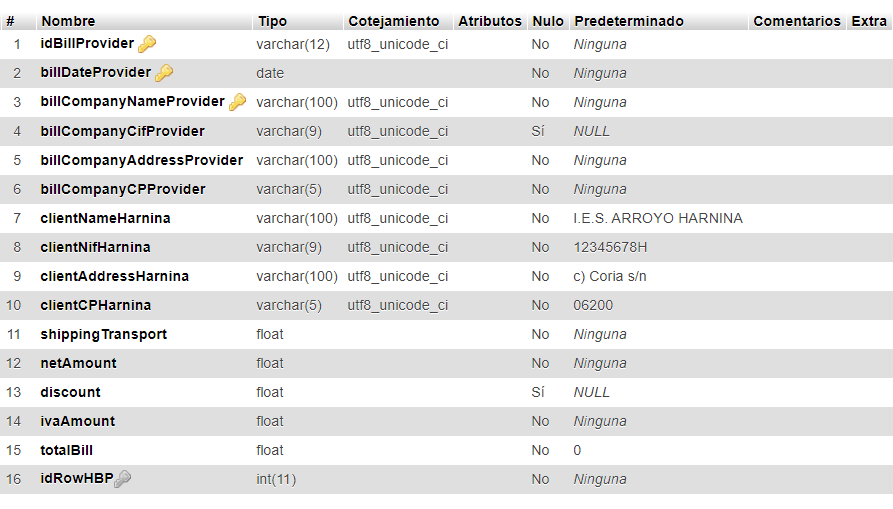 # Nombre Tipo Cotejamiento Atributos Nulo Predeterminado Comentarios Extra
1 idBillProvider varchar(12) utf8_unicode_ci No Ninguna
2 billDateProvider date No Ninguna
3 billCompanyNameProvider varchar(100) utf8_unicode_ci No Ninguna
4 billCompanyCifProvider varchar(9) utf8_unicode_ci Sí NULL
5 billCompanyAddressProvider varchar(100) utf8_unicode_ci No Ninguna
6 billCompanyCPProvider varchar(5) utf8_unicode_ci No Ninguna
7 clientNameHarnina varchar(100) utf8_unicode_ci No I.E.S. ARROYO HARNINA
8 clientNifHarnina varchar(9) utf8_unicode_ci No 12345678H
9 clientAddressHarnina varchar(100) utf8_unicode_ci No c) Coria s/n
10 clientCPHarnina varchar(5) utf8_unicode_ci No 06200
11 shippingTransport float No Ninguna
12 netAmount float No Ninguna
13 discount float Sí NULL
14 ivaAmount float No Ninguna
15 totalBill float No 0
16 idRowHBP int(11) No Ninguna